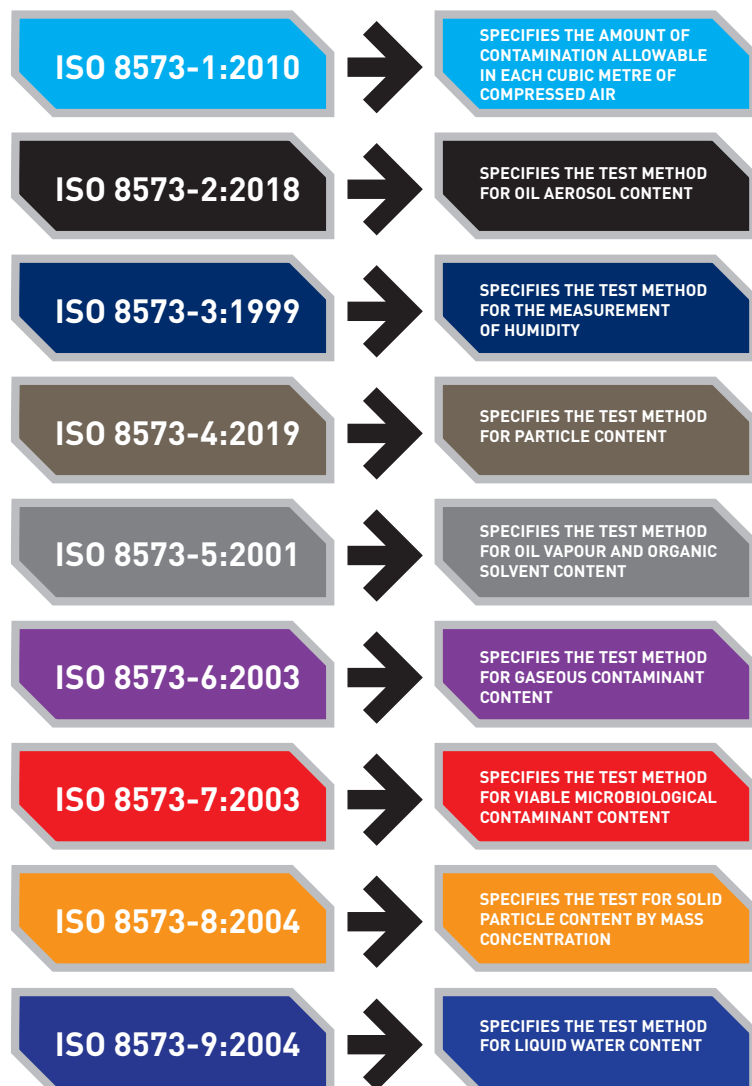 ISO 8573-1:2010
SPECIFIES THE AMOUNT OF
CONTAMINATION ALLOWABLE
IN EACH CUBIC METRE OF
COMPRESSED AIR
ISO 8573-2:2018
SPECIFIES THE TEST METHOD
FOR OIL AEROSOL CONTENT
ISO 8573-3:1999
SPECIFIES THE TEST METHOD
FOR THE MEASUREMENT
OF HUMIDITY
ISO 8573-4:2019
SPECIFIES THE TEST METHOD
FOR PARTICLE CONTENT
ISO 8573-5:2001
SPECIFIES THE TEST METHOD
FOR OIL VAPOUR AND ORGANIC
SOLVENT CONTENT
ISO 8573-6:2003
SPECIFIES THE TEST METHOD
FOR GASEOUS CONTAMINANT
CONTENT
ISO 8573-7:2003
SPECIFIES THE TEST METHOD
FOR VIABLE MICROBIOLOGICAL
CONTAMINANT CONTENT
ISO 8573-8:2004
SPECIFIES THE TEST FOR SOLID
PARTICLE CONTENT BY MASS
CONCENTRATION
ISO 8573-9:2004
SPECIFIES THE TEST METHOD
FOR LIQUID WATER CONTENT